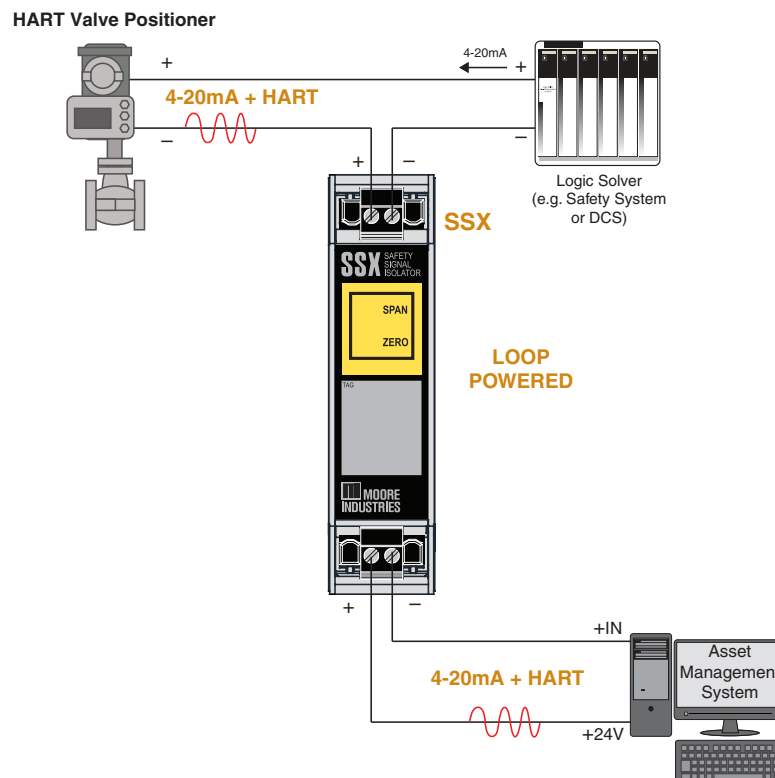 HART Valve Positioner
4-20mA
+
+
4-20mA + HART
–
–
+
–
Logic Solver
(e.g. Safety System
or DCS)
SSX
SSX
SAFETY
SIGNAL
ISOLATOR
SPAN
ZERO
LOOP
POWERED
TAG
MOORE
INDUSTRIES
+
–
+IN
Asset
Managemen
System
4-20mA + HART
+24V